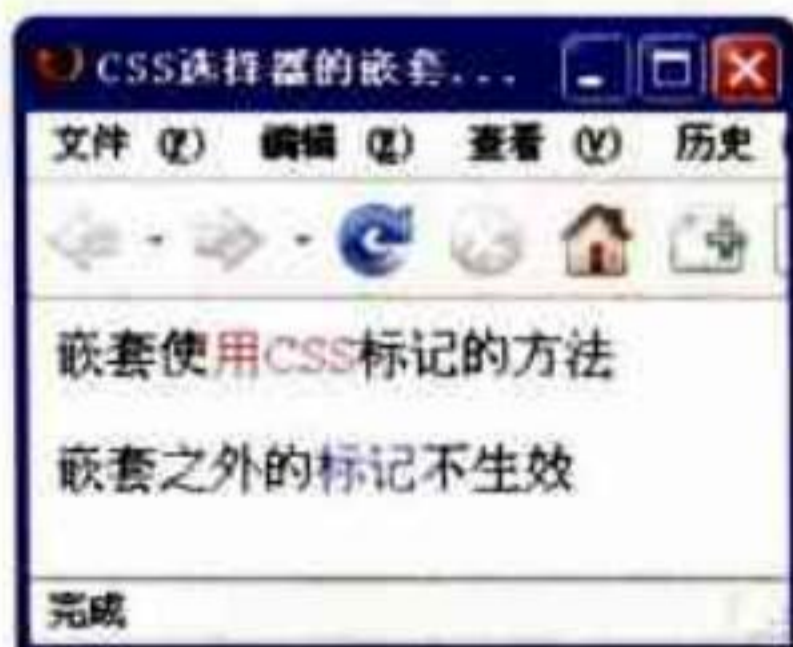 CSS选择器的嵌套...
文件 (F) 编辑 (E) 查看 (V) 历史
嵌套使用CSS标记的方法
嵌套之外的标记不生效
完成